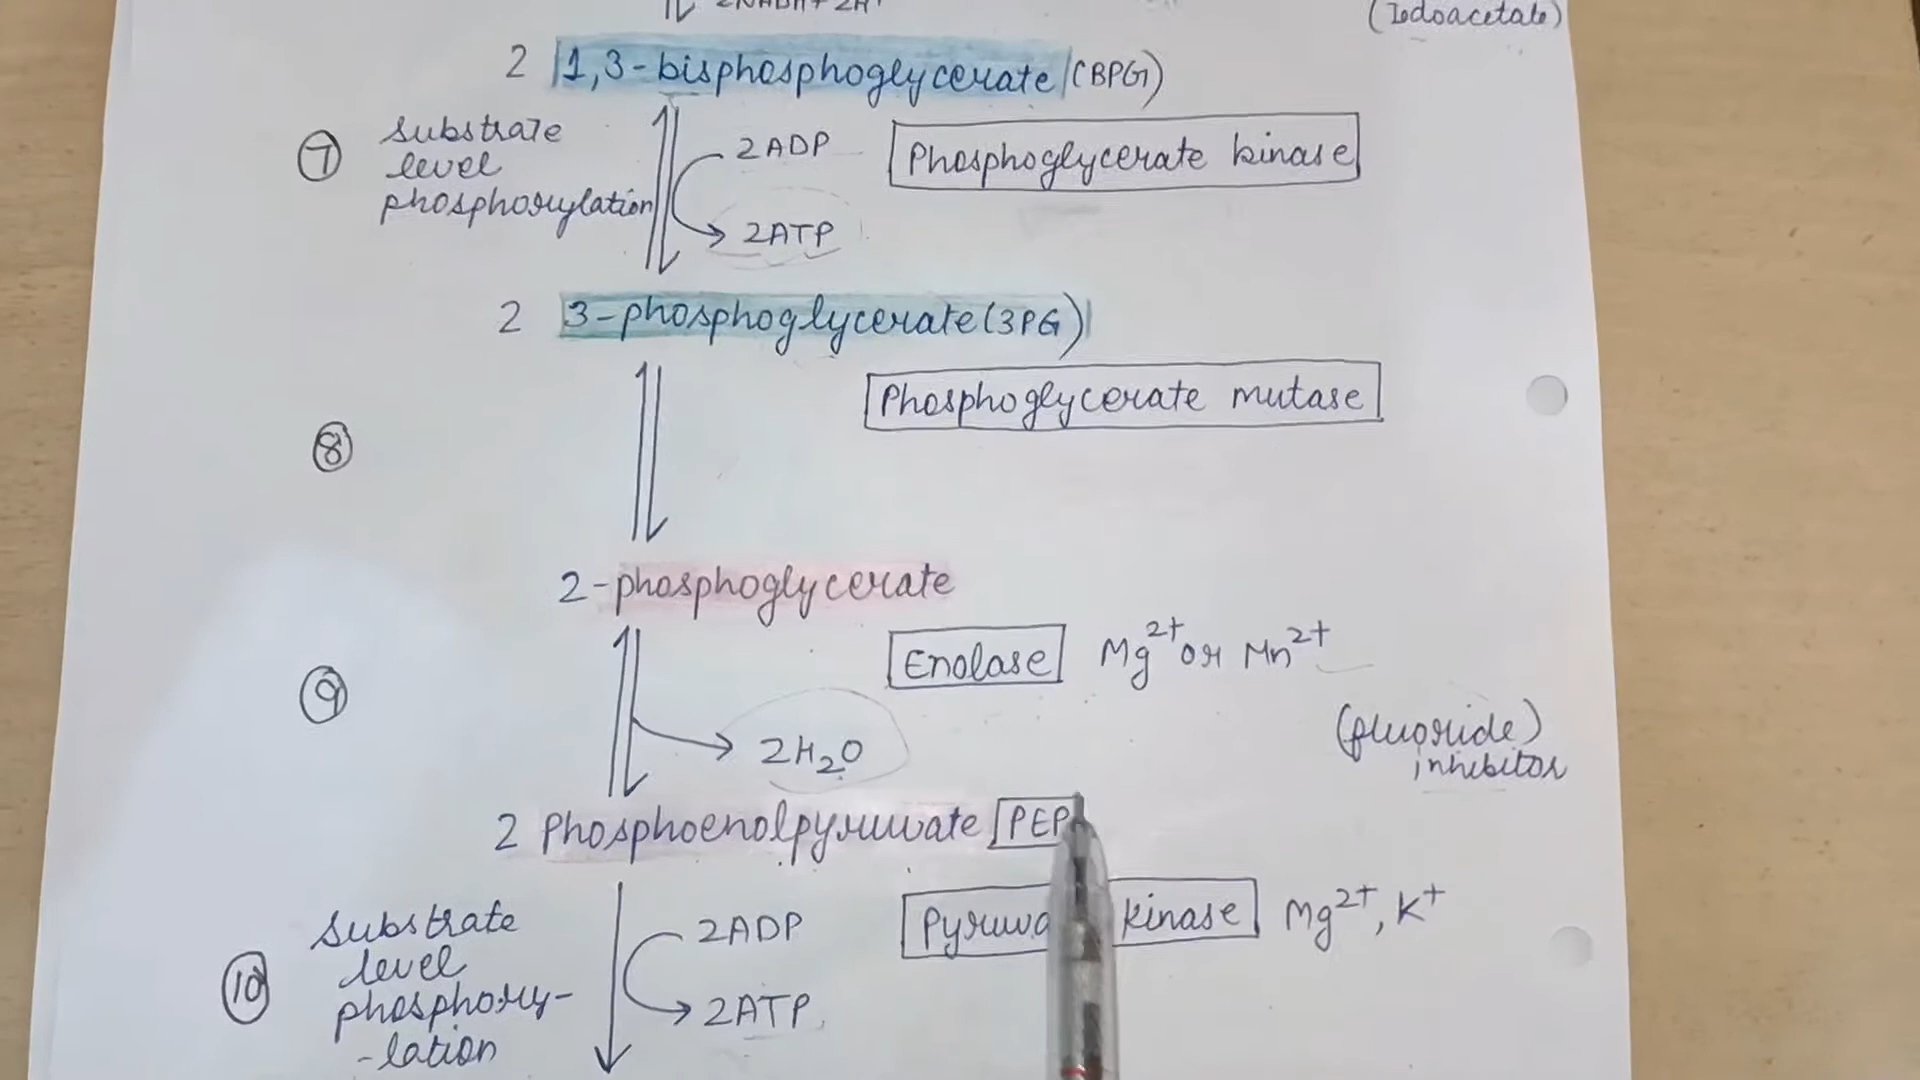 (Iodoacetate)
2 1,3-bisphosphoglycerate (BPG)
7 Substrate
level
phosphorylation
2ADP
Phosphoglycerate kinase
2ATP
2 3-phosphoglycerate (3PG)
Phosphoglycerate mutase
8
2-phosphoglycerate
Enolase Mg2+ or Mn2+
9
2H2O
(fluoride)
inhibitor
2 Phosphoenolpyruvate PEP
Substrate
level
10 phosphory-
-lation
2ADP
kinase Mg2+, K+
2ATP